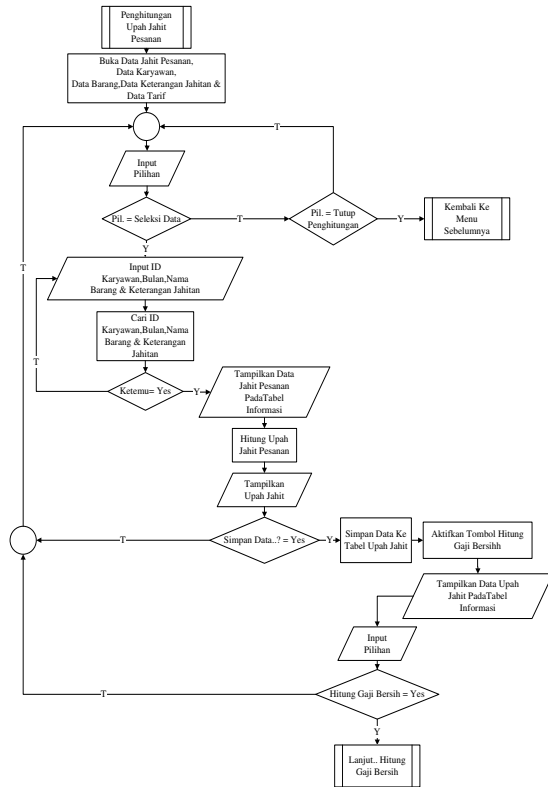 Penghitungan
Upah Jahit
Pesanan
Buka Data Jahit Pesanan,
Data Karyawan,
Data Barang,Data Keterangan Jahitan &
Data Tarif
T
Input
Pilihan
Pil. = Seleksi Data
T
Pil. = Tutup
Penghitungan
Y
Kembali Ke
Menu
Sebelumnya
Y
T
Input ID
Karyawan,Bulan,Nama
Barang & Keterangan Jahitan
Cari ID
Karyawan,Bulan,Nama
Barang & Keterangan
Jahitan
T
Ketemu= Yes
Y
Tampilkan Data
Jahit Pesanan
PadaTabel
Informasi
Hitung Upah
Jahit Pesanan
Tampilkan
Upah Jahit
T
Simpan Data..? = Yes
Y
Simpan Data Ke
Tabel Upah Jahit
Aktifkan Tombol Hitung
Gaji Bersihh
Tampilkan Data Upah
Jahit PadaTabel
Informasi
Input
Pilihan
T
Hitung Gaji Bersih = Yes
Y
Lanjut.. Hitung
Gaji Bersih